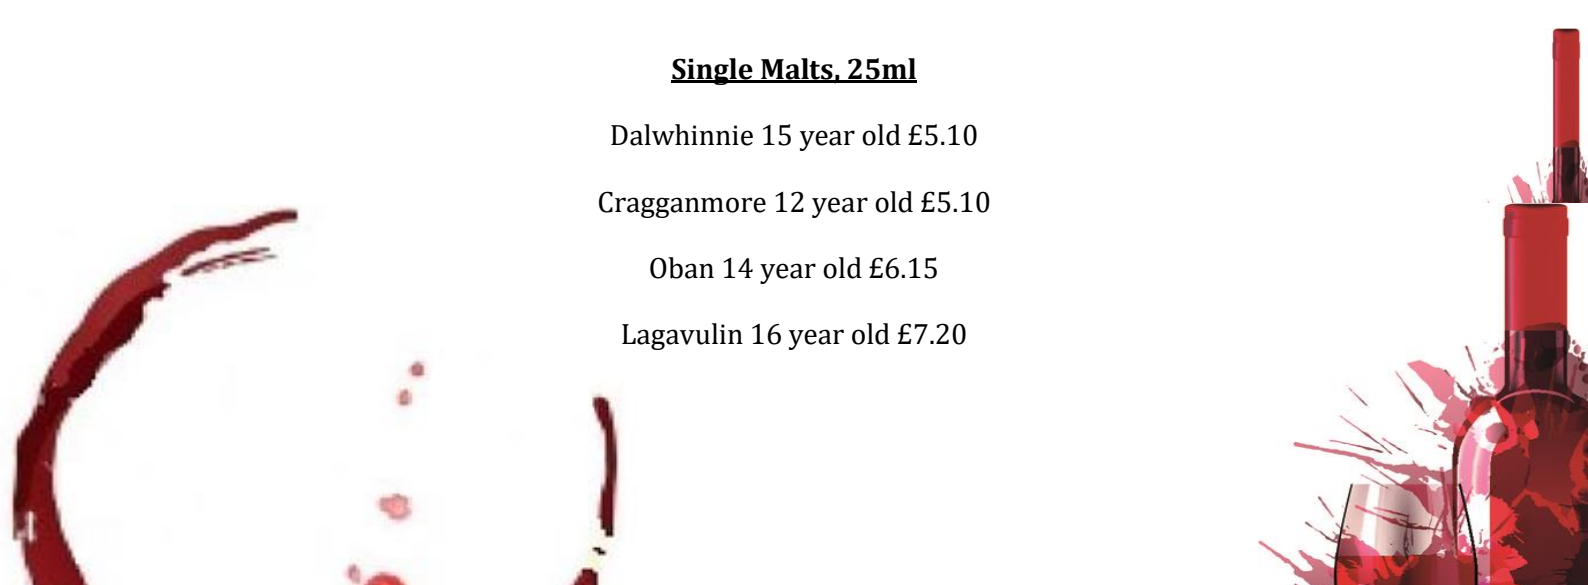 Single Malts, 25ml
Dalwhinnie 15 year old £5.10
Cragganmore 12 year old £5.10
Oban 14 year old £6.15
Lagavulin 16 year old £7.20